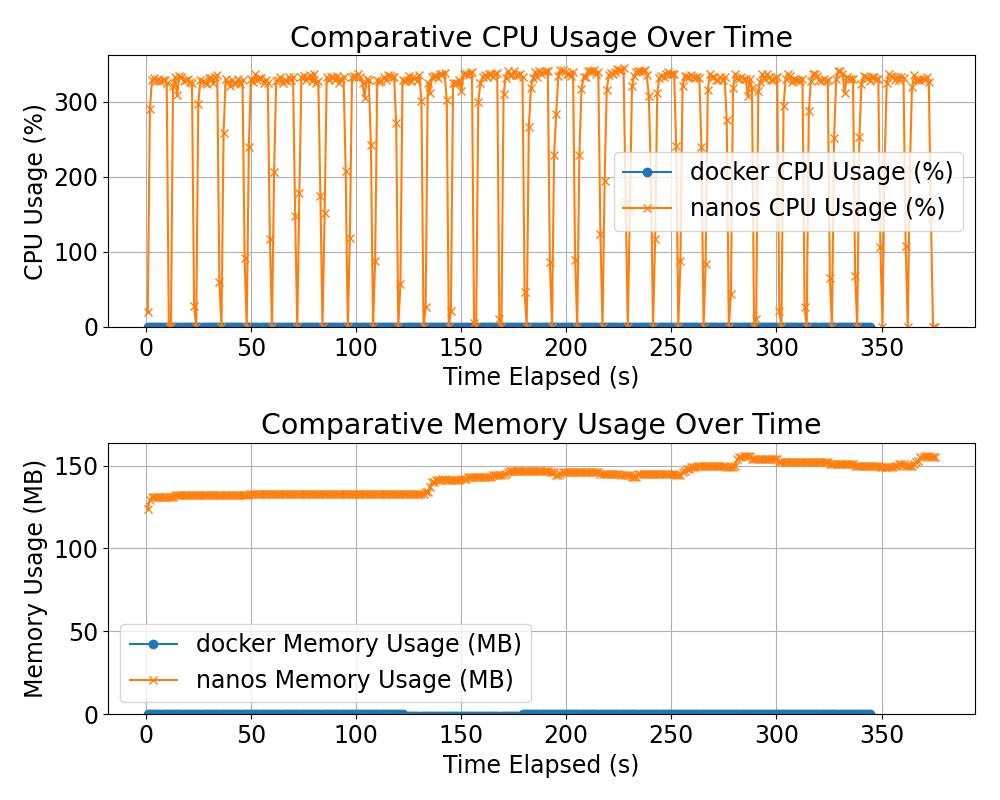 Comparative CPU Usage Over Time
CPU Usage (%)
300
200
100
0
docker CPU Usage (%)
nanos CPU Usage (%)
0 50 100 150 200 250 300 350
Time Elapsed (s)
Comparative Memory Usage Over Time
Memory Usage (MB)
150
100
50
0
docker Memory Usage (MB)
nanos Memory Usage (MB)
0 50 100 150 200 250 300 350
Time Elapsed (s)